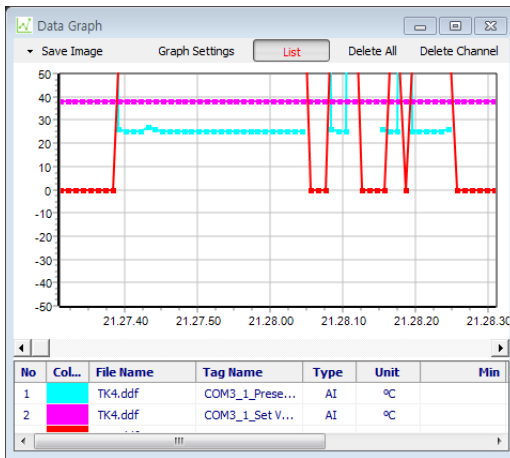 Data Graph
Save Image Graph Settings List Delete All Delete Channel
50
40
30
20
10
0
-10
-20
-30
-40
-50
21.27.40 21.27.50 21.28.00 21.28.10 21.28.20 21.28.30
No Col... File Name Tag Name Type Unit Min
1 TK4.ddf COM3_1_Prese... AI ºC
2 TK4.ddf COM3_1_Set V... AI ºC